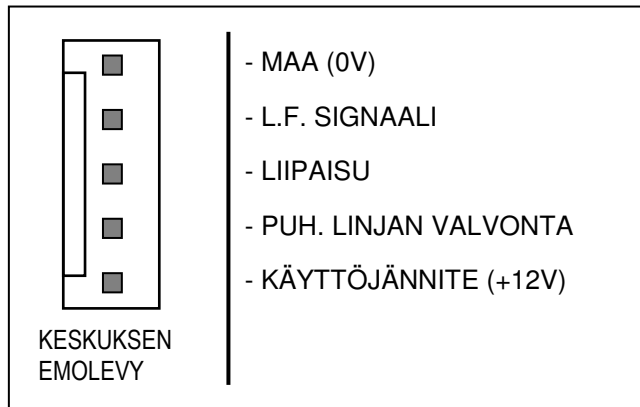 - MAA (0V)
- L.F. SIGNAALI
- LIIPAISU
- PUH. LINJAN VALVONTA
- KÄYTTÖJÄNNITE (+12V)
KESKUKSEN
EMOLEVY